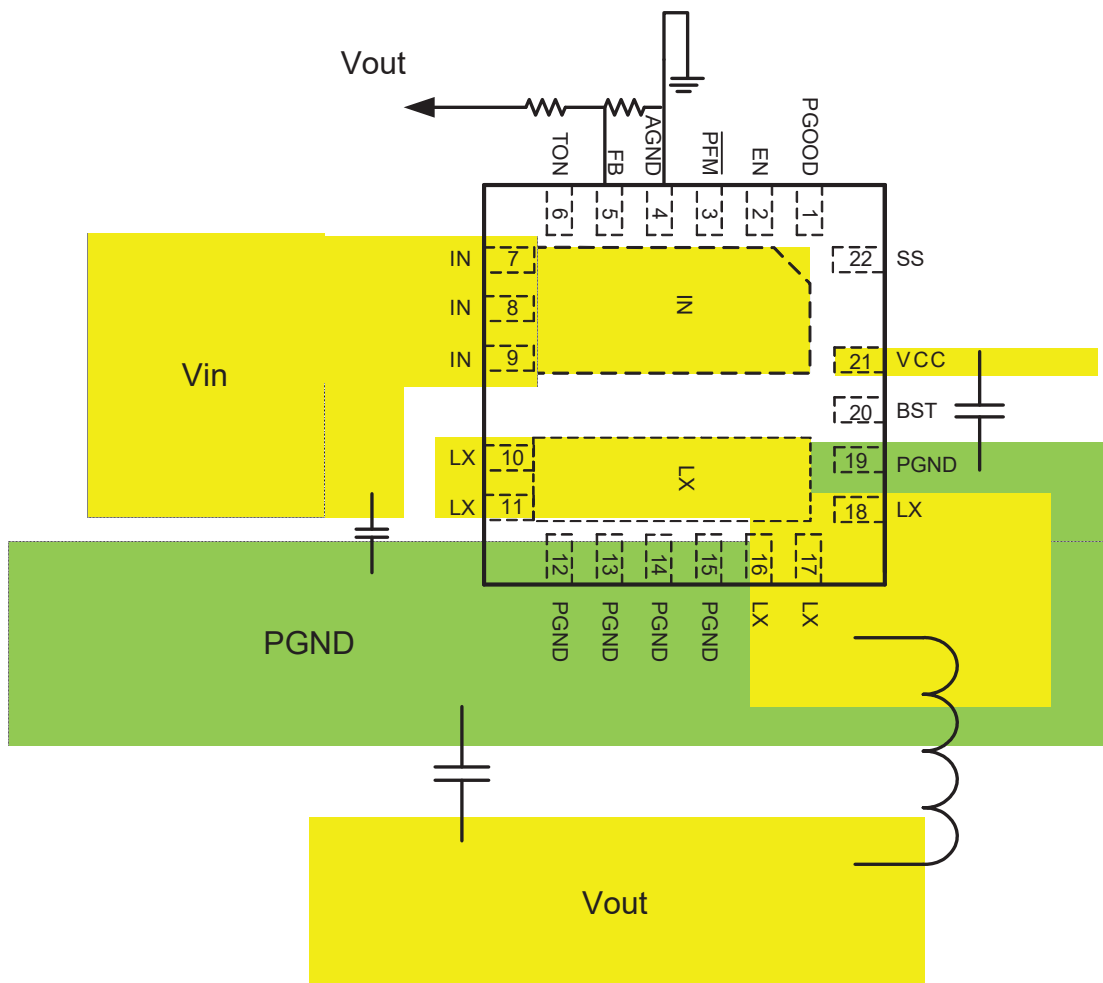 Vout
TON
FB
AGND
PFM
EN
PGOOD
6
5
4
3
2
1
IN 7
22 SS
IN 8
IN
IN 9
21 VCC
Vin
20 BST
LX 10
19 PGND
LX
LX 11
18 LX
12
13
14
15
16
17
PGND
PGND
PGND
PGND
LX
LX
PGND
Vout